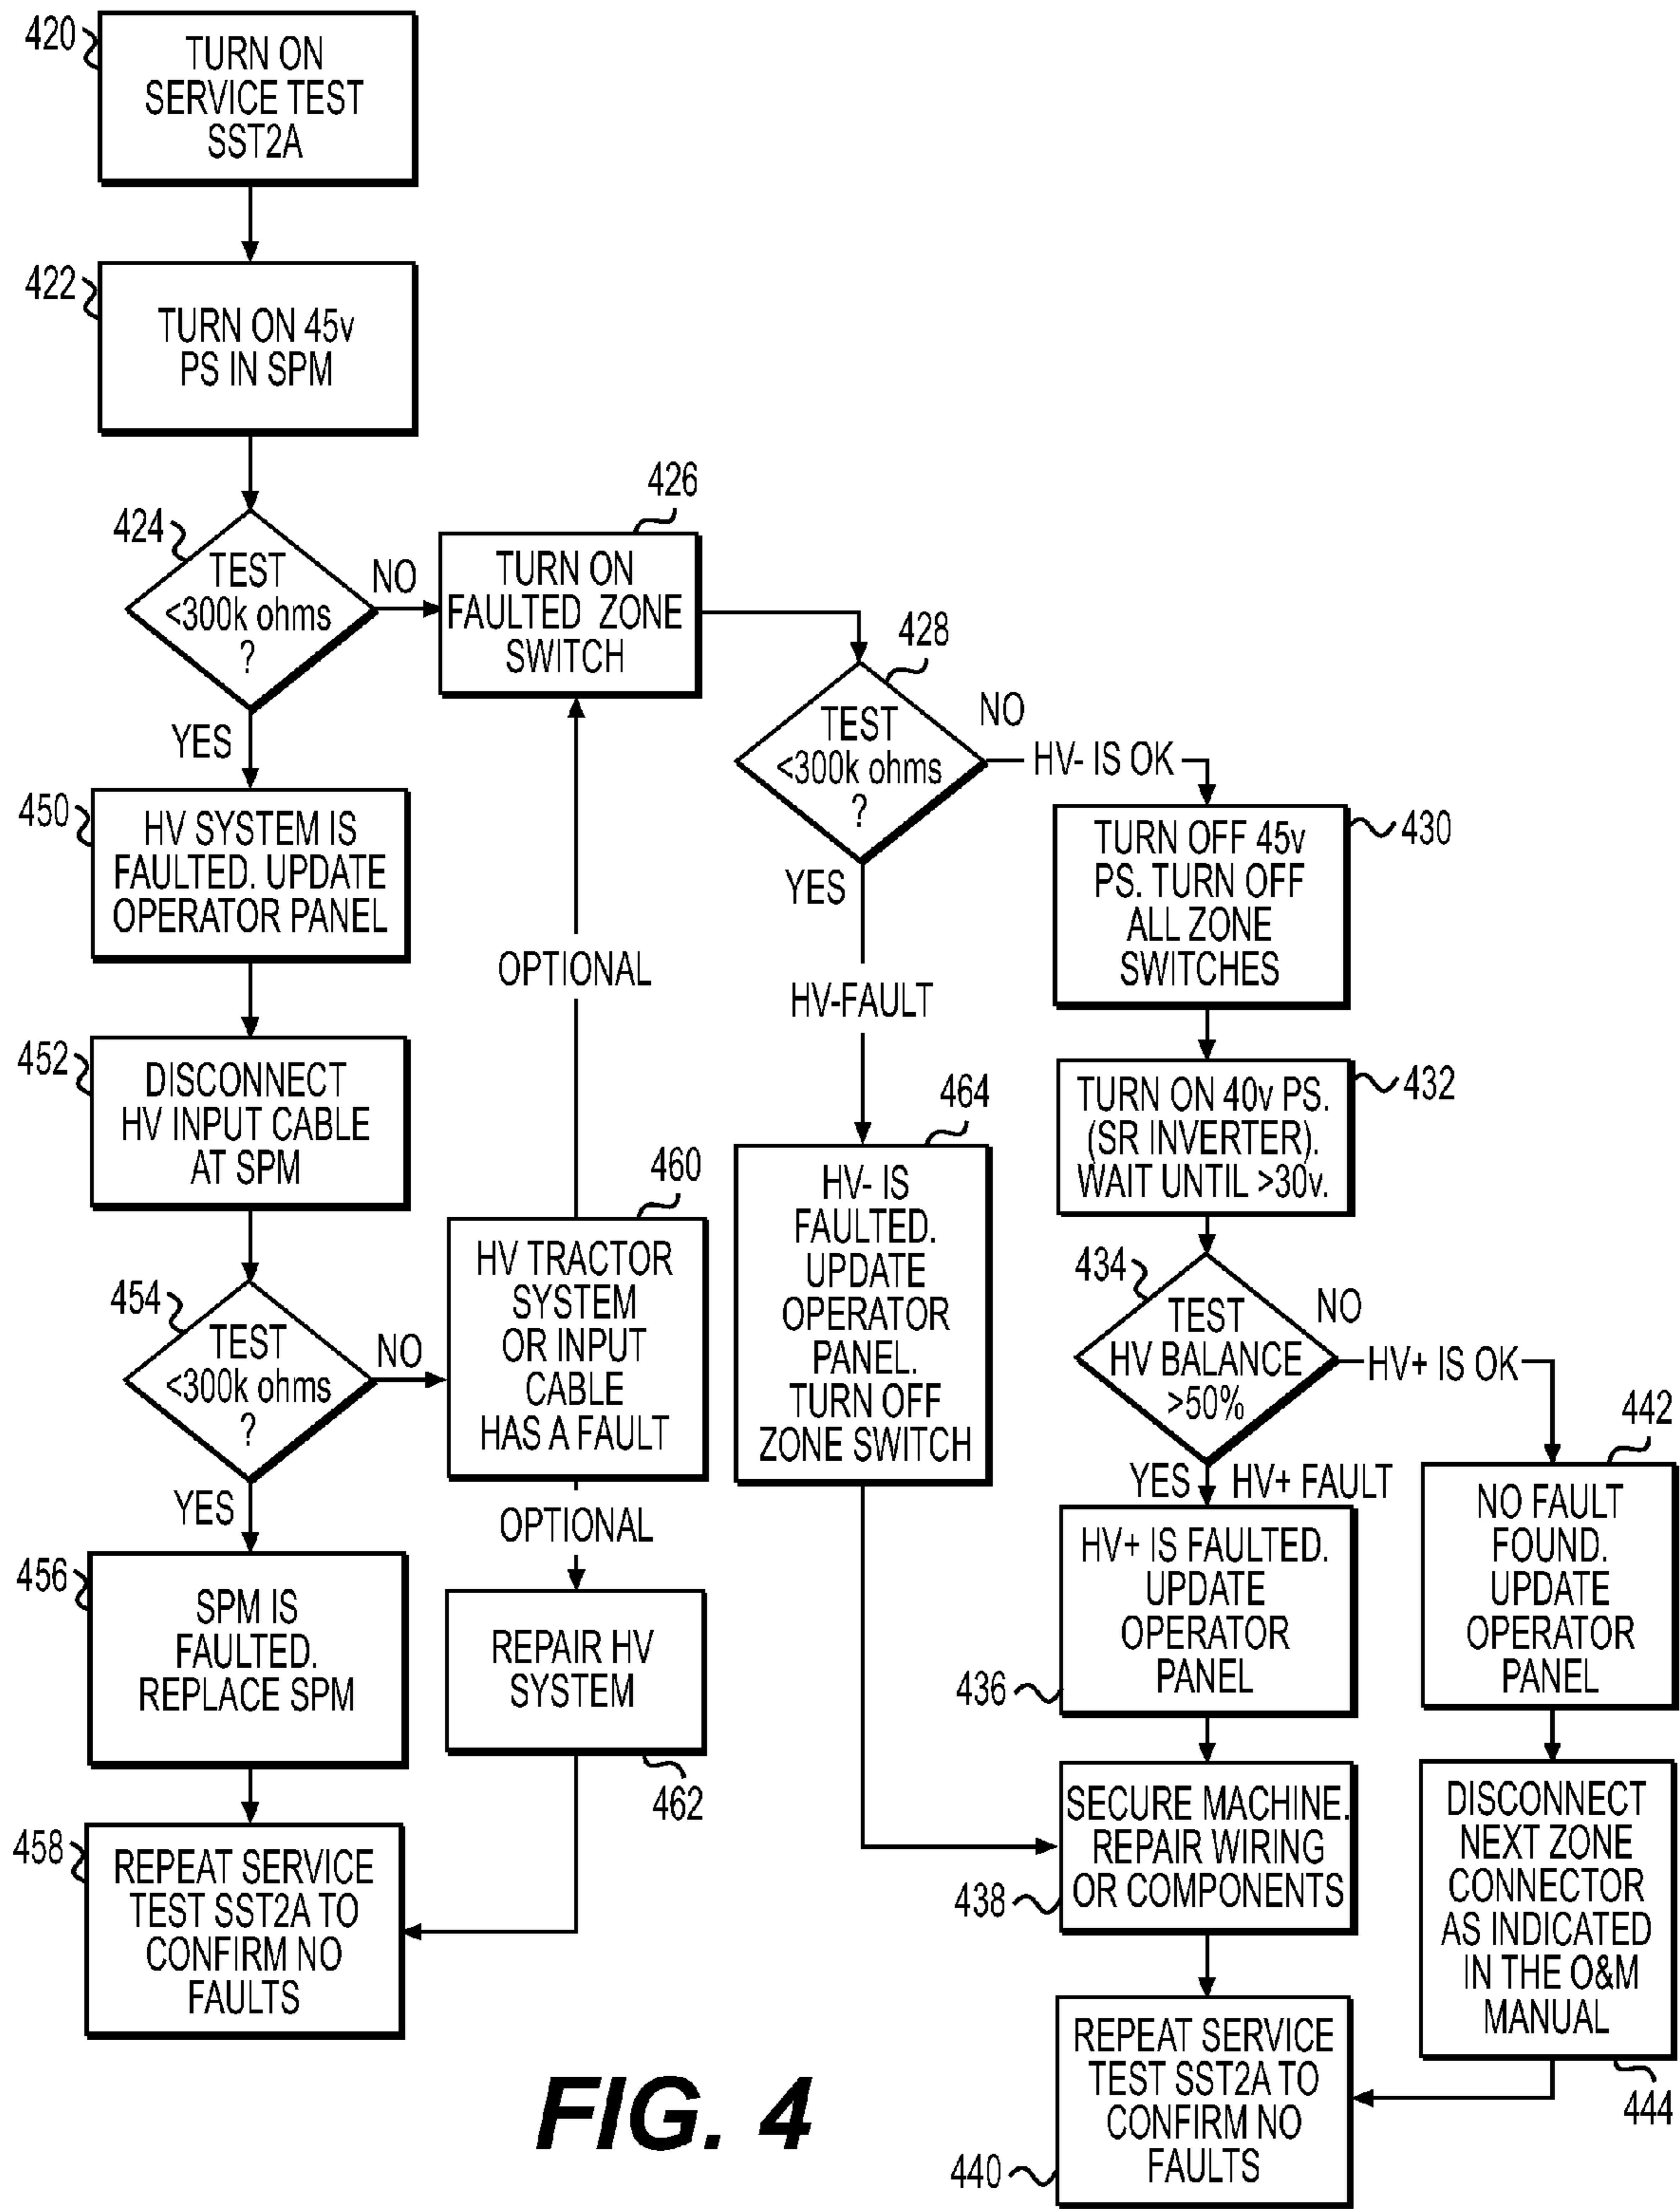 420
TURN ON
SERVICE TEST
SST2A
422
TURN ON 45v
PS IN SPM
424
TEST
<300k ohms
?
NO
YES
426
TURN ON
FAULTED ZONE
SWITCH
428
TEST
<300k ohms
?
NO
HV- IS OK
YES
HV-FAULT
430
TURN OFF 45v
PS. TURN OFF
ALL ZONE
SWITCHES
432
TURN ON 40v PS.
(SR INVERTER).
WAIT UNTIL >30v.
434
TEST
HV BALANCE
>50%
NO
HV+ IS OK
YES
HV+ FAULT
436
HV+ IS FAULTED.
UPDATE
OPERATOR
PANEL
438
SECURE MACHINE.
REPAIR WIRING
OR COMPONENTS
440
REPEAT SERVICE
TEST SST2A TO
CONFIRM NO
FAULTS
442
NO FAULT
FOUND.
UPDATE
OPERATOR
PANEL
DISCONNECT
NEXT ZONE
CONNECTOR
AS INDICATED
IN THE O&M
MANUAL
444
450
HV SYSTEM IS
FAULTED. UPDATE
OPERATOR PANEL
452
DISCONNECT
HV INPUT CABLE
AT SPM
454
TEST
<300k ohms
?
NO
YES
456
SPM IS
FAULTED.
REPLACE SPM
458
REPEAT SERVICE
TEST SST2A TO
CONFIRM NO
FAULTS
OPTIONAL
460
HV TRACTOR
SYSTEM
OR INPUT
CABLE
HAS A FAULT
OPTIONAL
REPAIR HV
SYSTEM
462
464
HV- IS
FAULTED.
UPDATE
OPERATOR
PANEL.
TURN OFF
ZONE SWITCH
FIG. 4